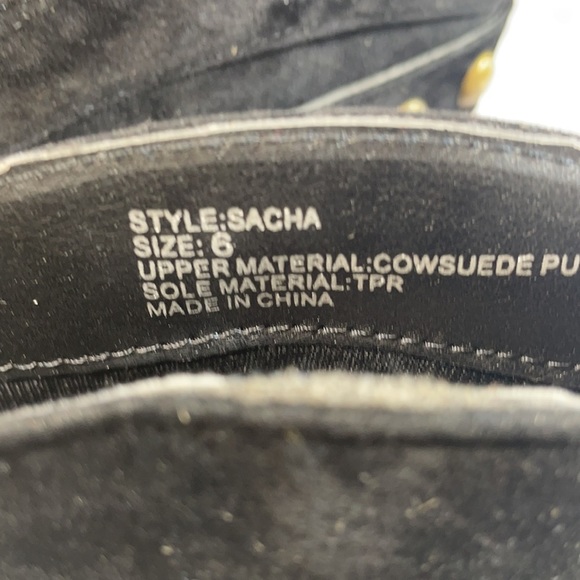 STYLE:SACHA
SIZE: 6
UPPER MATERIAL:COWSUEDE PU
SOLE MATERIAL:TPR
MADE IN CHINA